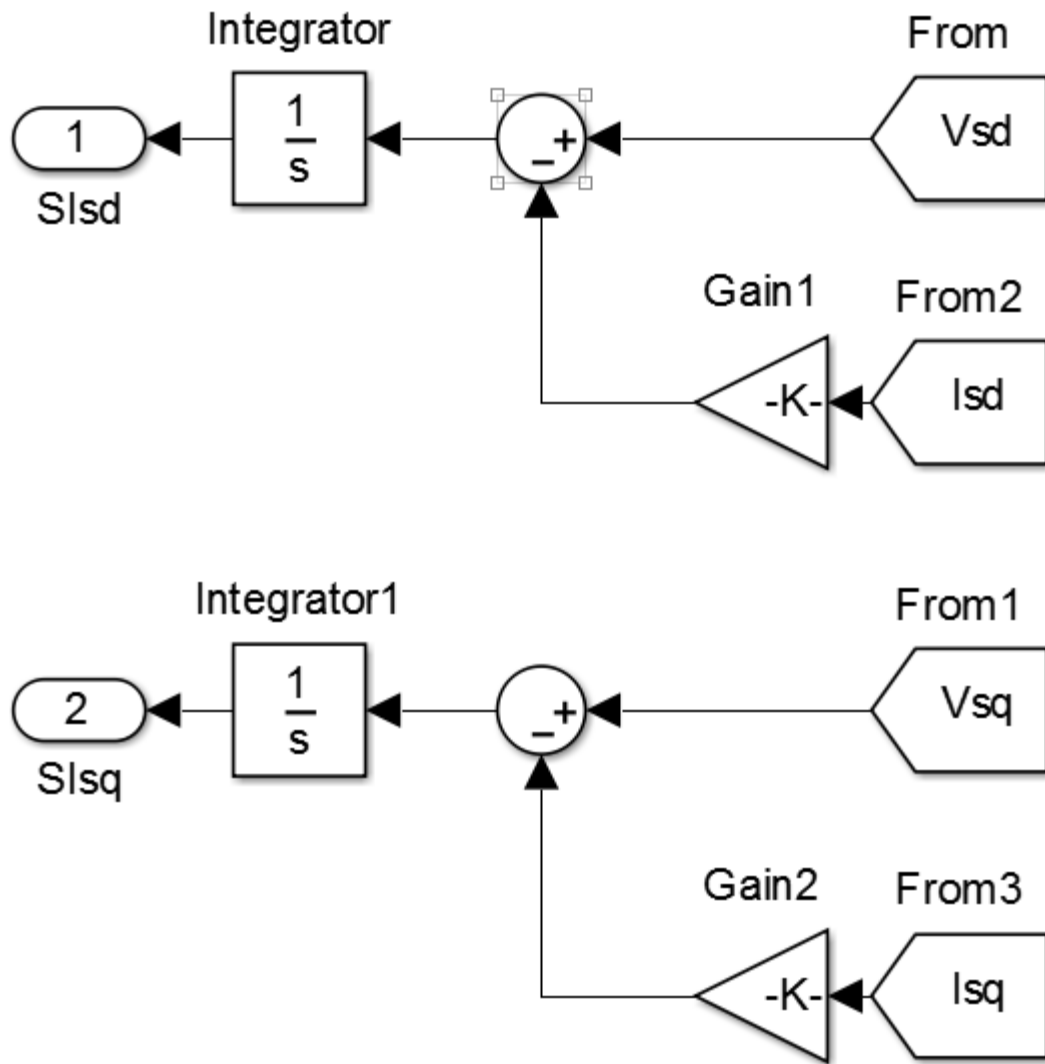 Integrator
From
1
1
s
+
−
Vsd
SIsd
Gain1
From2
-K-
Isd
Integrator1
From1
2
1
s
+
−
Vsq
SIsq
Gain2
From3
-K-
Isq